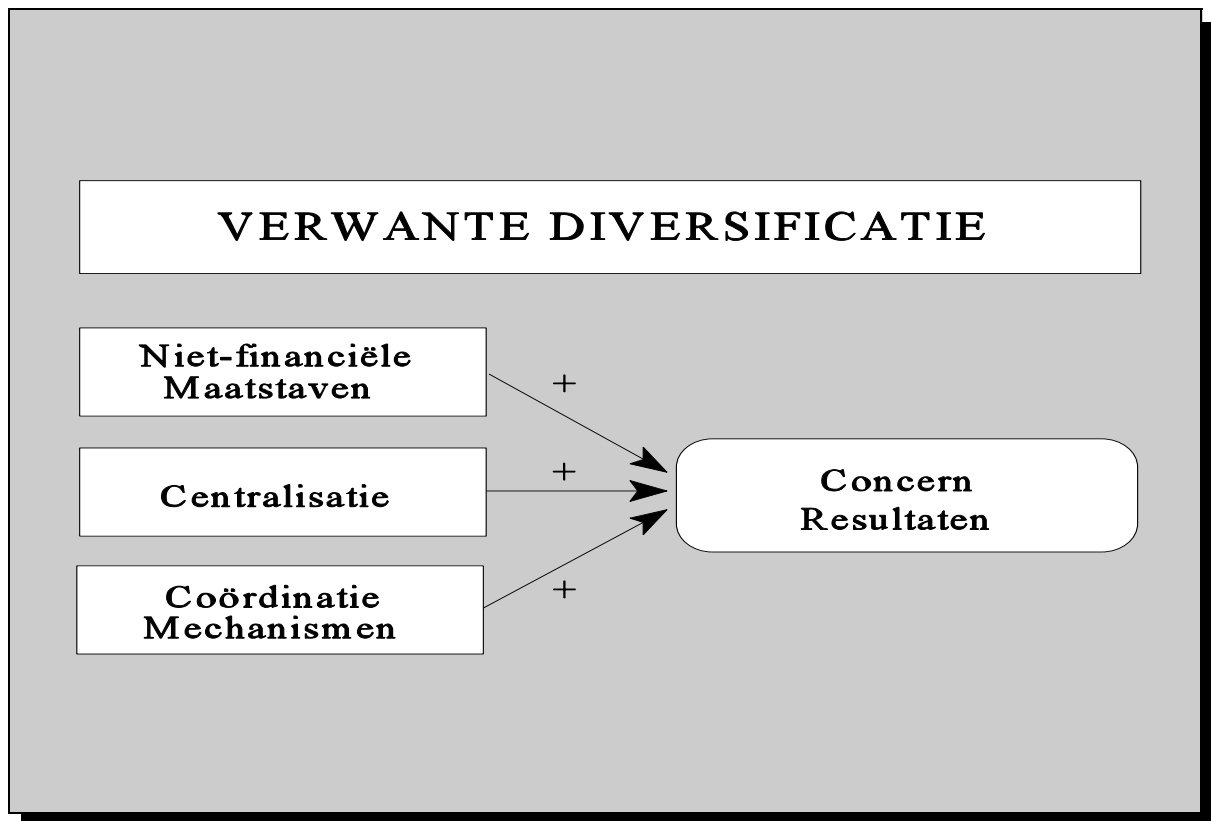 VERWANTE DIVERSIFICATIE
Niet-financiële
Maatstaven
+
Centralisatie
+
Coördinatie
Mechanismen
+
Concern
Resultaten